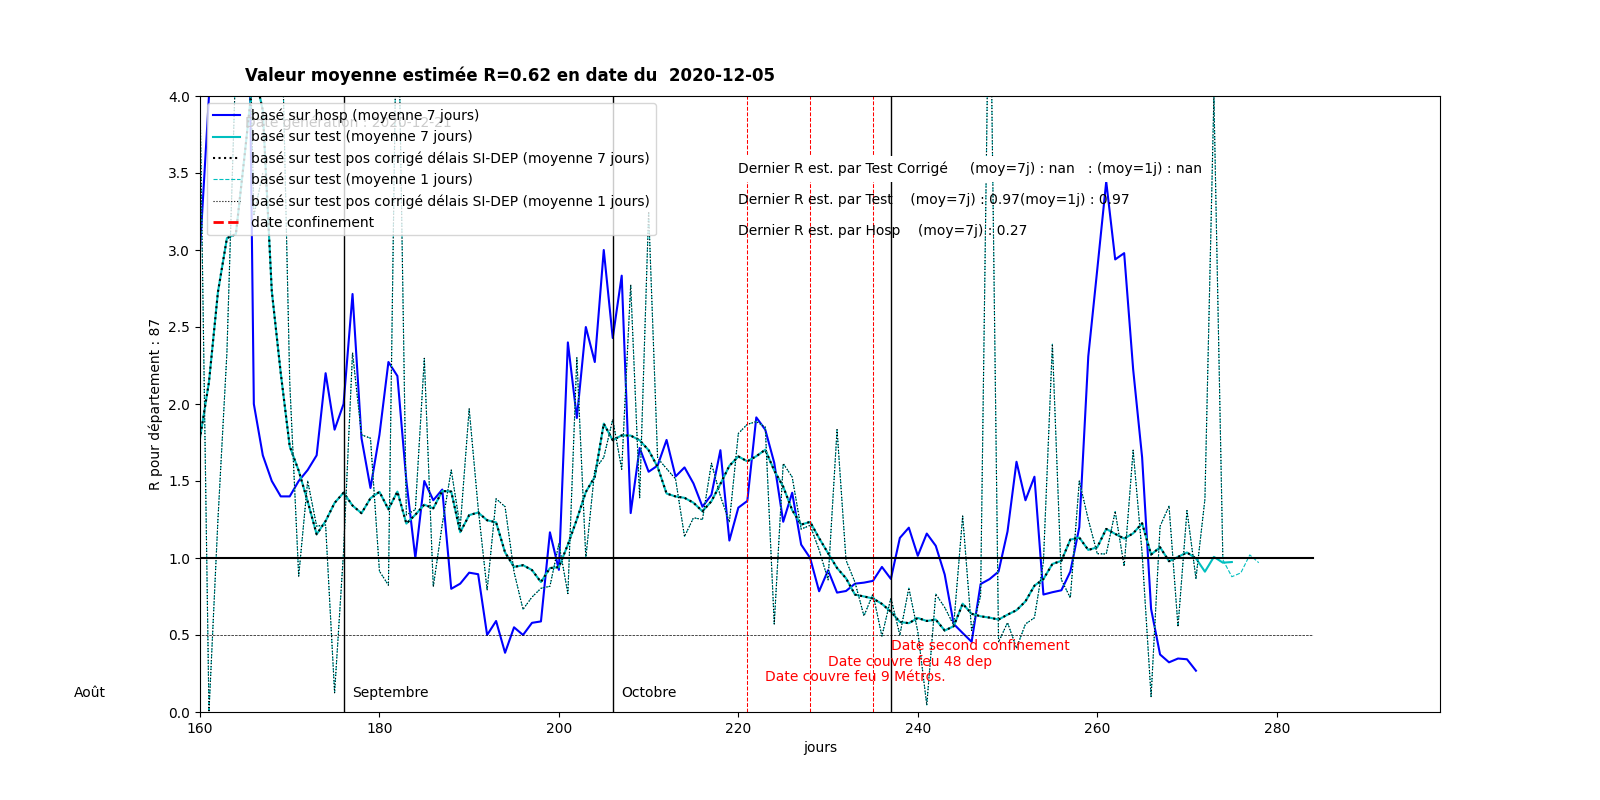 Valeur moyenne estimée R=0.62 en date du  2020-12-05
Date génération : 2020-12-21
basé sur hosp (moyenne 7 jours)
basé sur test (moyenne 7 jours)
basé sur test pos corrigé délais SI-DEP (moyenne 7 jours)
basé sur test (moyenne 1 jours)
basé sur test pos corrigé délais SI-DEP (moyenne 1 jours)
date confinement
Dernier R est. par Test Corrigé     (moy=7j) : nan   : (moy=1j) : nan
Dernier R est. par Test    (moy=7j) : 0.97(moy=1j) : 0.97
Dernier R est. par Hosp    (moy=7j) : 0.27
4.0
3.5
3.0
2.5
2.0
1.5
1.0
0.5
0.0
R pour département : 87
Date second confinement
Date couvre feu 48 dep
Date couvre feu 9 Métros.
Août
Septembre
Octobre
160
180
200
220
240
260
280
jours